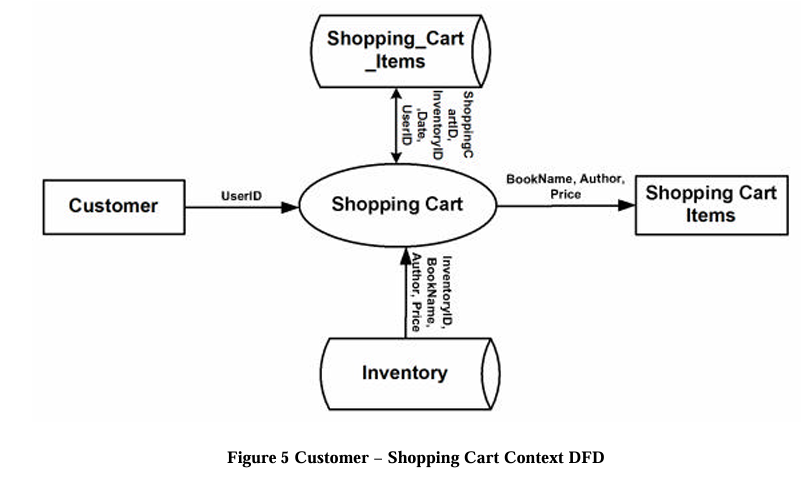 Shopping_Cart
_Items
ShoppingC
artID,
InventoryID
,Date,
UserID
Customer
UserID
Shopping Cart
BookName, Author,
Price
Shopping Cart
Items
InventoryID,
BookName,
Author, Price
Inventory
Figure 5 Customer – Shopping Cart Context DFD